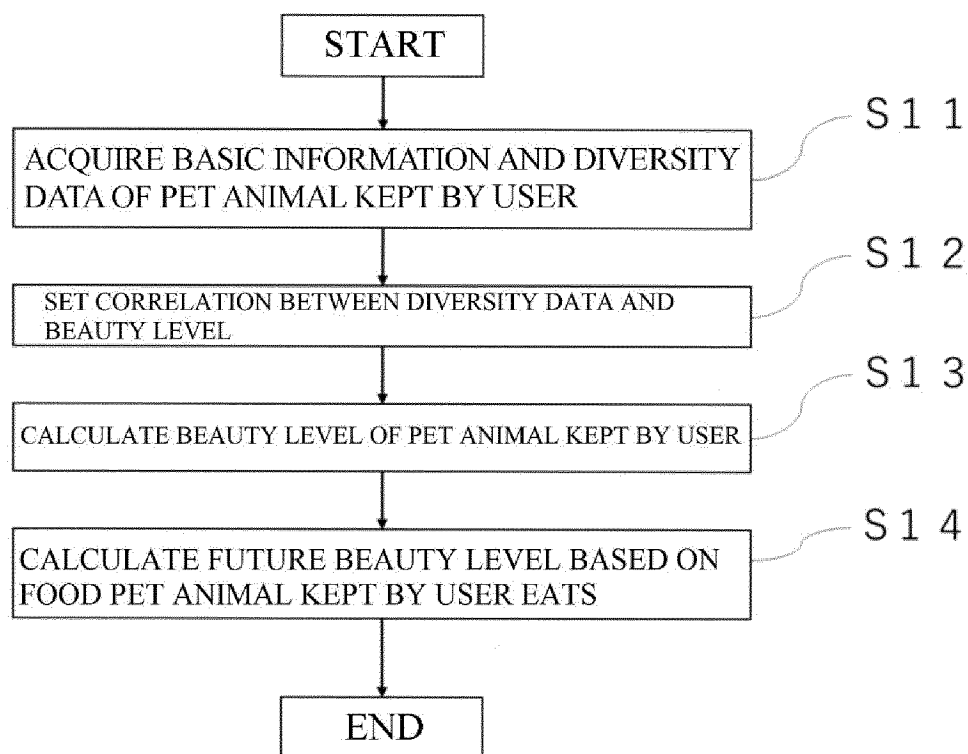 START
S11
ACQUIRE BASIC INFORMATION AND DIVERSITY
DATA OF PET ANIMAL KEPT BY USER
S12
SET CORRELATION BETWEEN DIVERSITY DATA AND
BEAUTY LEVEL
S13
CALCULATE BEAUTY LEVEL OF PET ANIMAL KEPT BY USER
S14
CALCULATE FUTURE BEAUTY LEVEL BASED ON
FOOD PET ANIMAL KEPT BY USER EATS
END